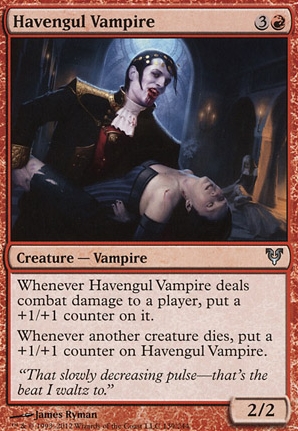 Havengul Vampire 3
Creature — Vampire
Whenever Havengul Vampire deals
combat damage to a player, put a
+1/+1 counter on it.
Whenever another creature dies, put a
+1/+1 counter on Havengul Vampire.
“That slowly decreasing pulse—that’s the
beat I waltz to.”
James Ryman
2/2